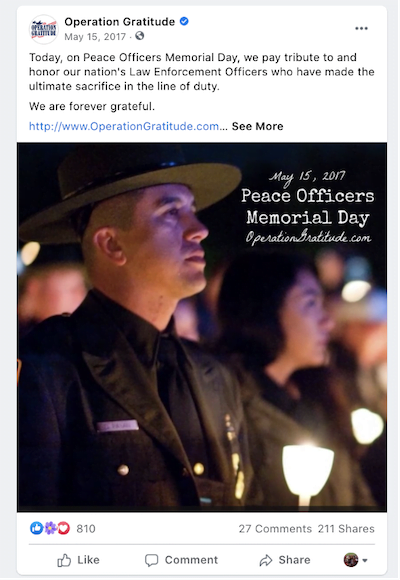 OPERATION
GRATITUDE
Operation Gratitude
May 15, 2017 ·
Today, on Peace Officers Memorial Day, we pay tribute to and
honor our nation's Law Enforcement Officers who have made the
ultimate sacrifice in the line of duty.
We are forever grateful.
http://www.OperationGratitude.com... See More
May 15, 2017
Peace Officers
Memorial Day
OperationGratitude.com
810
27 Comments 211 Shares
Like Comment Share